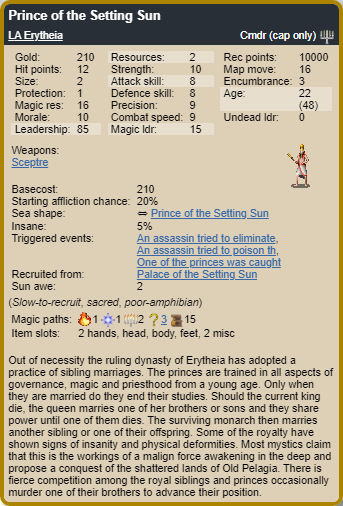 Prince of the Setting Sun
LA Erytheia Cmdr (cap only)
Gold: 210 Resources: 2 Rec points: 10000
Hit points: 12 Strength: 10 Map move: 16
Size: 2 Attack skill: 8 Encumbrance: 3
Protection: 1 Defence skill: 8 Age: 22
Magic res: 16 Precision: 9 (48)
Morale: 10 Combat speed: 9 Undead ldr: 0
Leadership: 85 Magic ldr: 15
Weapons:
Sceptre
Basecost: 210
Starting affliction chance: 20%
Sea shape: ⇔ Prince of the Setting Sun
Insane: 5%
Triggered events: An assassin tried to eliminate,
An assassin tried to poison th,
One of the princes was caught
Recruited from: Palace of the Setting Sun
Sun awe: 2
(Slow-to-recruit, sacred, poor-amphibian)
Magic paths: 1 1 2 ? 3 15
Item slots: 2 hands, head, body, feet, 2 misc
Out of necessity the ruling dynasty of Erytheia has adopted a
practice of sibling marriages. The princes are trained in all aspects of
governance, magic and priesthood from a young age. Only when
they are married do they end their studies. Should the current king
die, the queen marries one of her brothers or sons and they share
power until one of them dies. The surviving monarch then marries
another sibling or one of their offspring. Some of the royalty have
shown signs of insanity and physical deformities. Most mystics claim
that this is the workings of a malign force awakening in the deep and
propose a conquest of the shattered lands of Old Pelagia. There is
fierce competition among the royal siblings and princes occasionally
murder one of their brothers to advance their position.